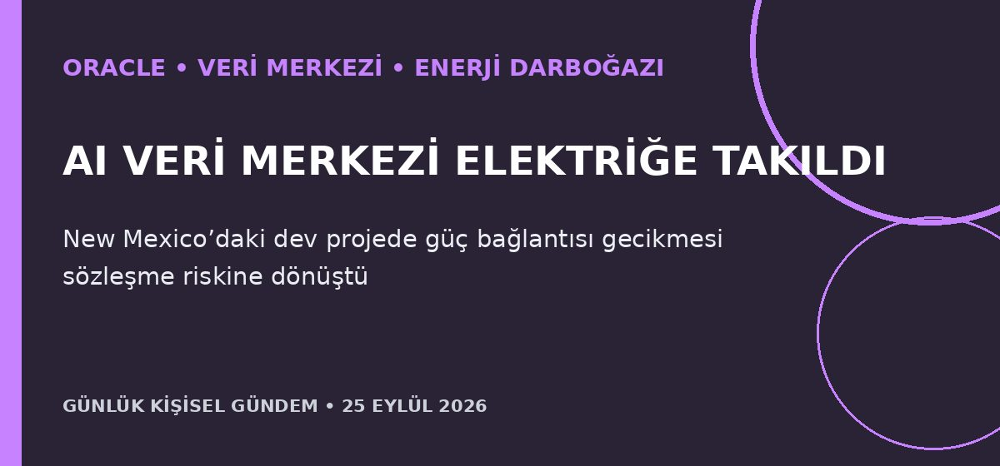 ORACLE • VERİ MERKEZİ • ENERJİ DARBOĞAZI
AI VERİ MERKEZİ ELEKTRİĞE TAKILDI
New Mexico’daki dev projede güç bağlantısı gecikmesi
sözleşme riskine dönüştü
GÜNLÜK KİŞİSEL GÜNDEM • 25 EYLÜL 2026